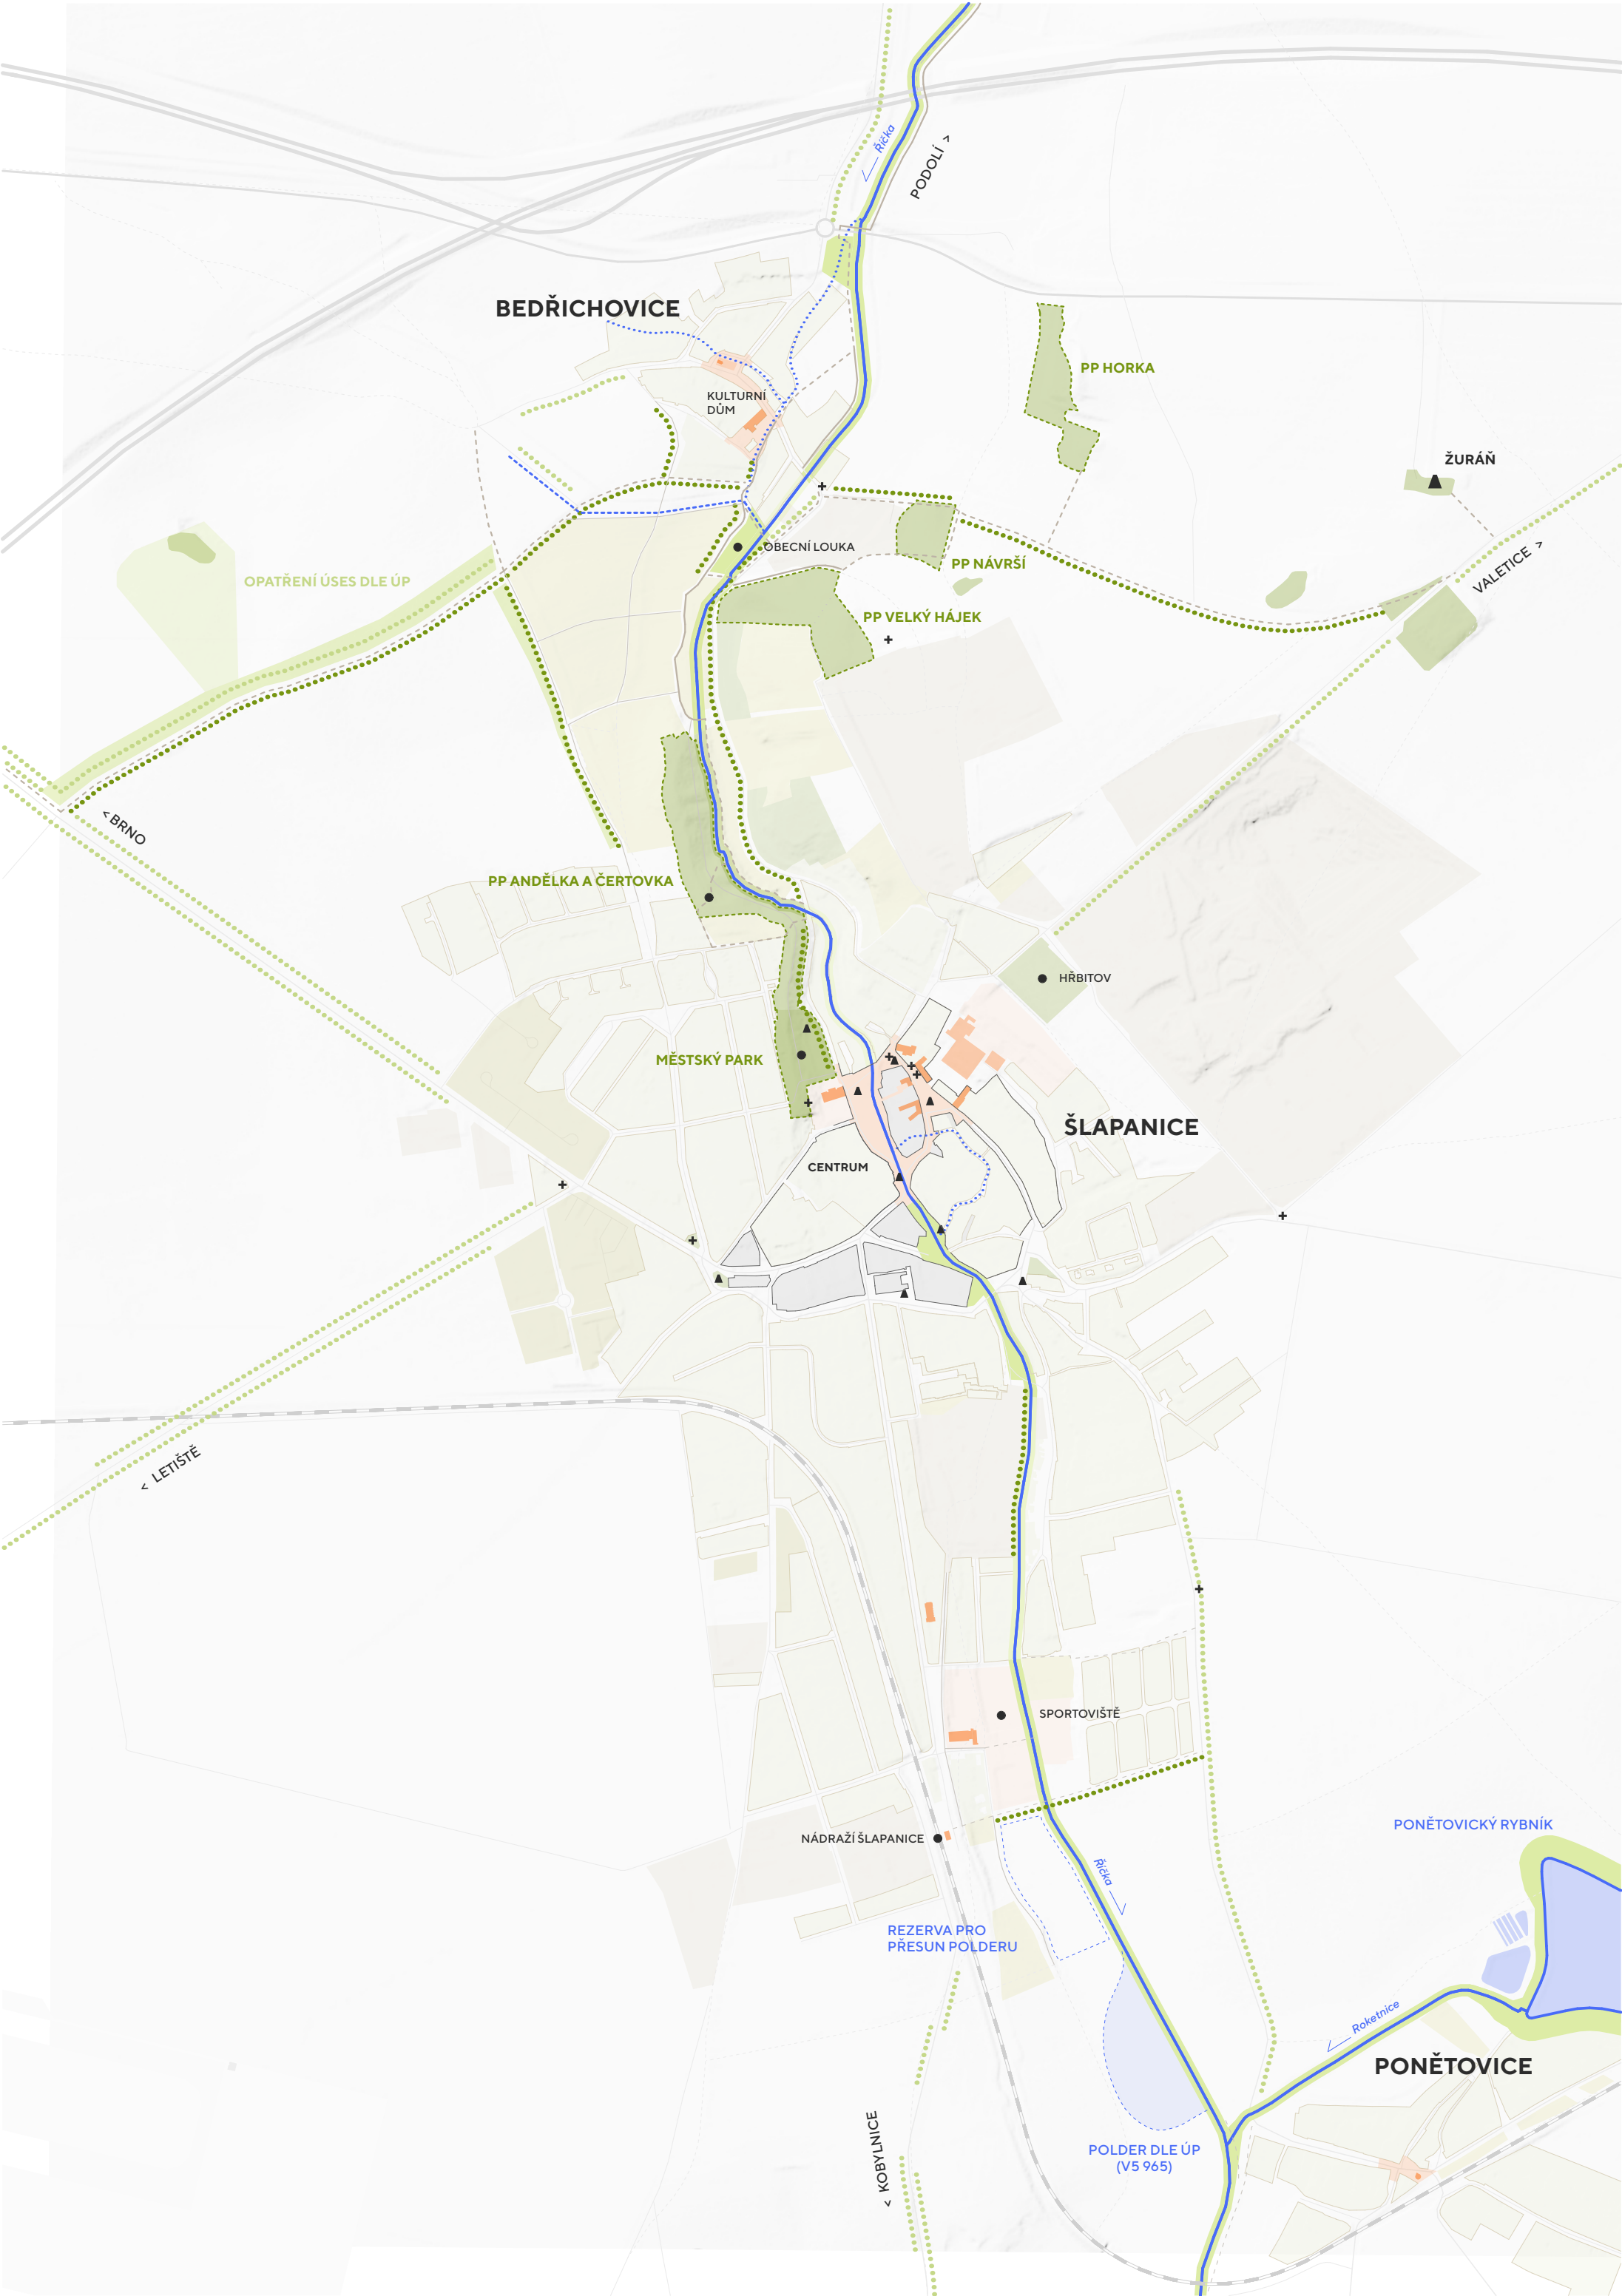 Říčka
PODOLÍ >
BEDŘICHOVICE
PP HORKA
KULTURNÍ
DŮM
ŽURÁŇ
OBECNÍ LOUKA
PP NÁVRŠÍ
VALETICE >
OPATŘENÍ ÚSES DLE ÚP
PP VELKÝ HÁJEK
< BRNO
PP ANDĚLKA A ČERTOVKA
HŘBITOV
MĚSTSKÝ PARK
ŠLAPANICE
CENTRUM
< LETIŠTĚ
SPORTOVIŠTĚ
PONĚTOVICKÝ RYBNÍK
NÁDRAŽÍ ŠLAPANICE
Říčka
REZERVA PRO
PŘESUN POLDERU
Roketnice
PONĚTOVICE
< KOBYLNICE
POLDER DLE ÚP
(V5 965)